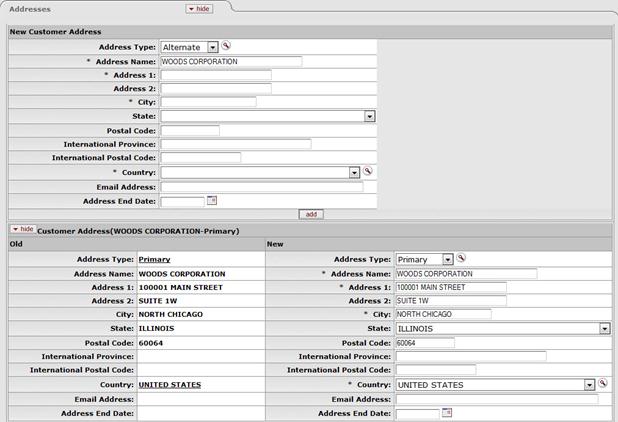 Addresses hide
New Customer Address
Address Type: Alternate
* Address Name: WOODS CORPORATION
* Address 1:
Address 2:
* City:
State:
Postal Code:
International Province:
International Postal Code:
* Country:
Email Address:
Address End Date:
add
hide Customer Address(WOODS CORPORATION-Primary)
Old New
Address Type: Primary Address Type: Primary
Address Name: WOODS CORPORATION * Address Name: WOODS CORPORATION
Address 1: 100001 MAIN STREET * Address 1: 100001 MAIN STREET
Address 2: SUITE 1W Address 2: SUITE 1W
City: NORTH CHICAGO * City: NORTH CHICAGO
State: ILLINOIS State: ILLINOIS
Postal Code: 60064 Postal Code: 60064
International Province: International Province:
International Postal Code: International Postal Code:
Country: UNITED STATES * Country: UNITED STATES
Email Address: Email Address:
Address End Date: Address End Date: